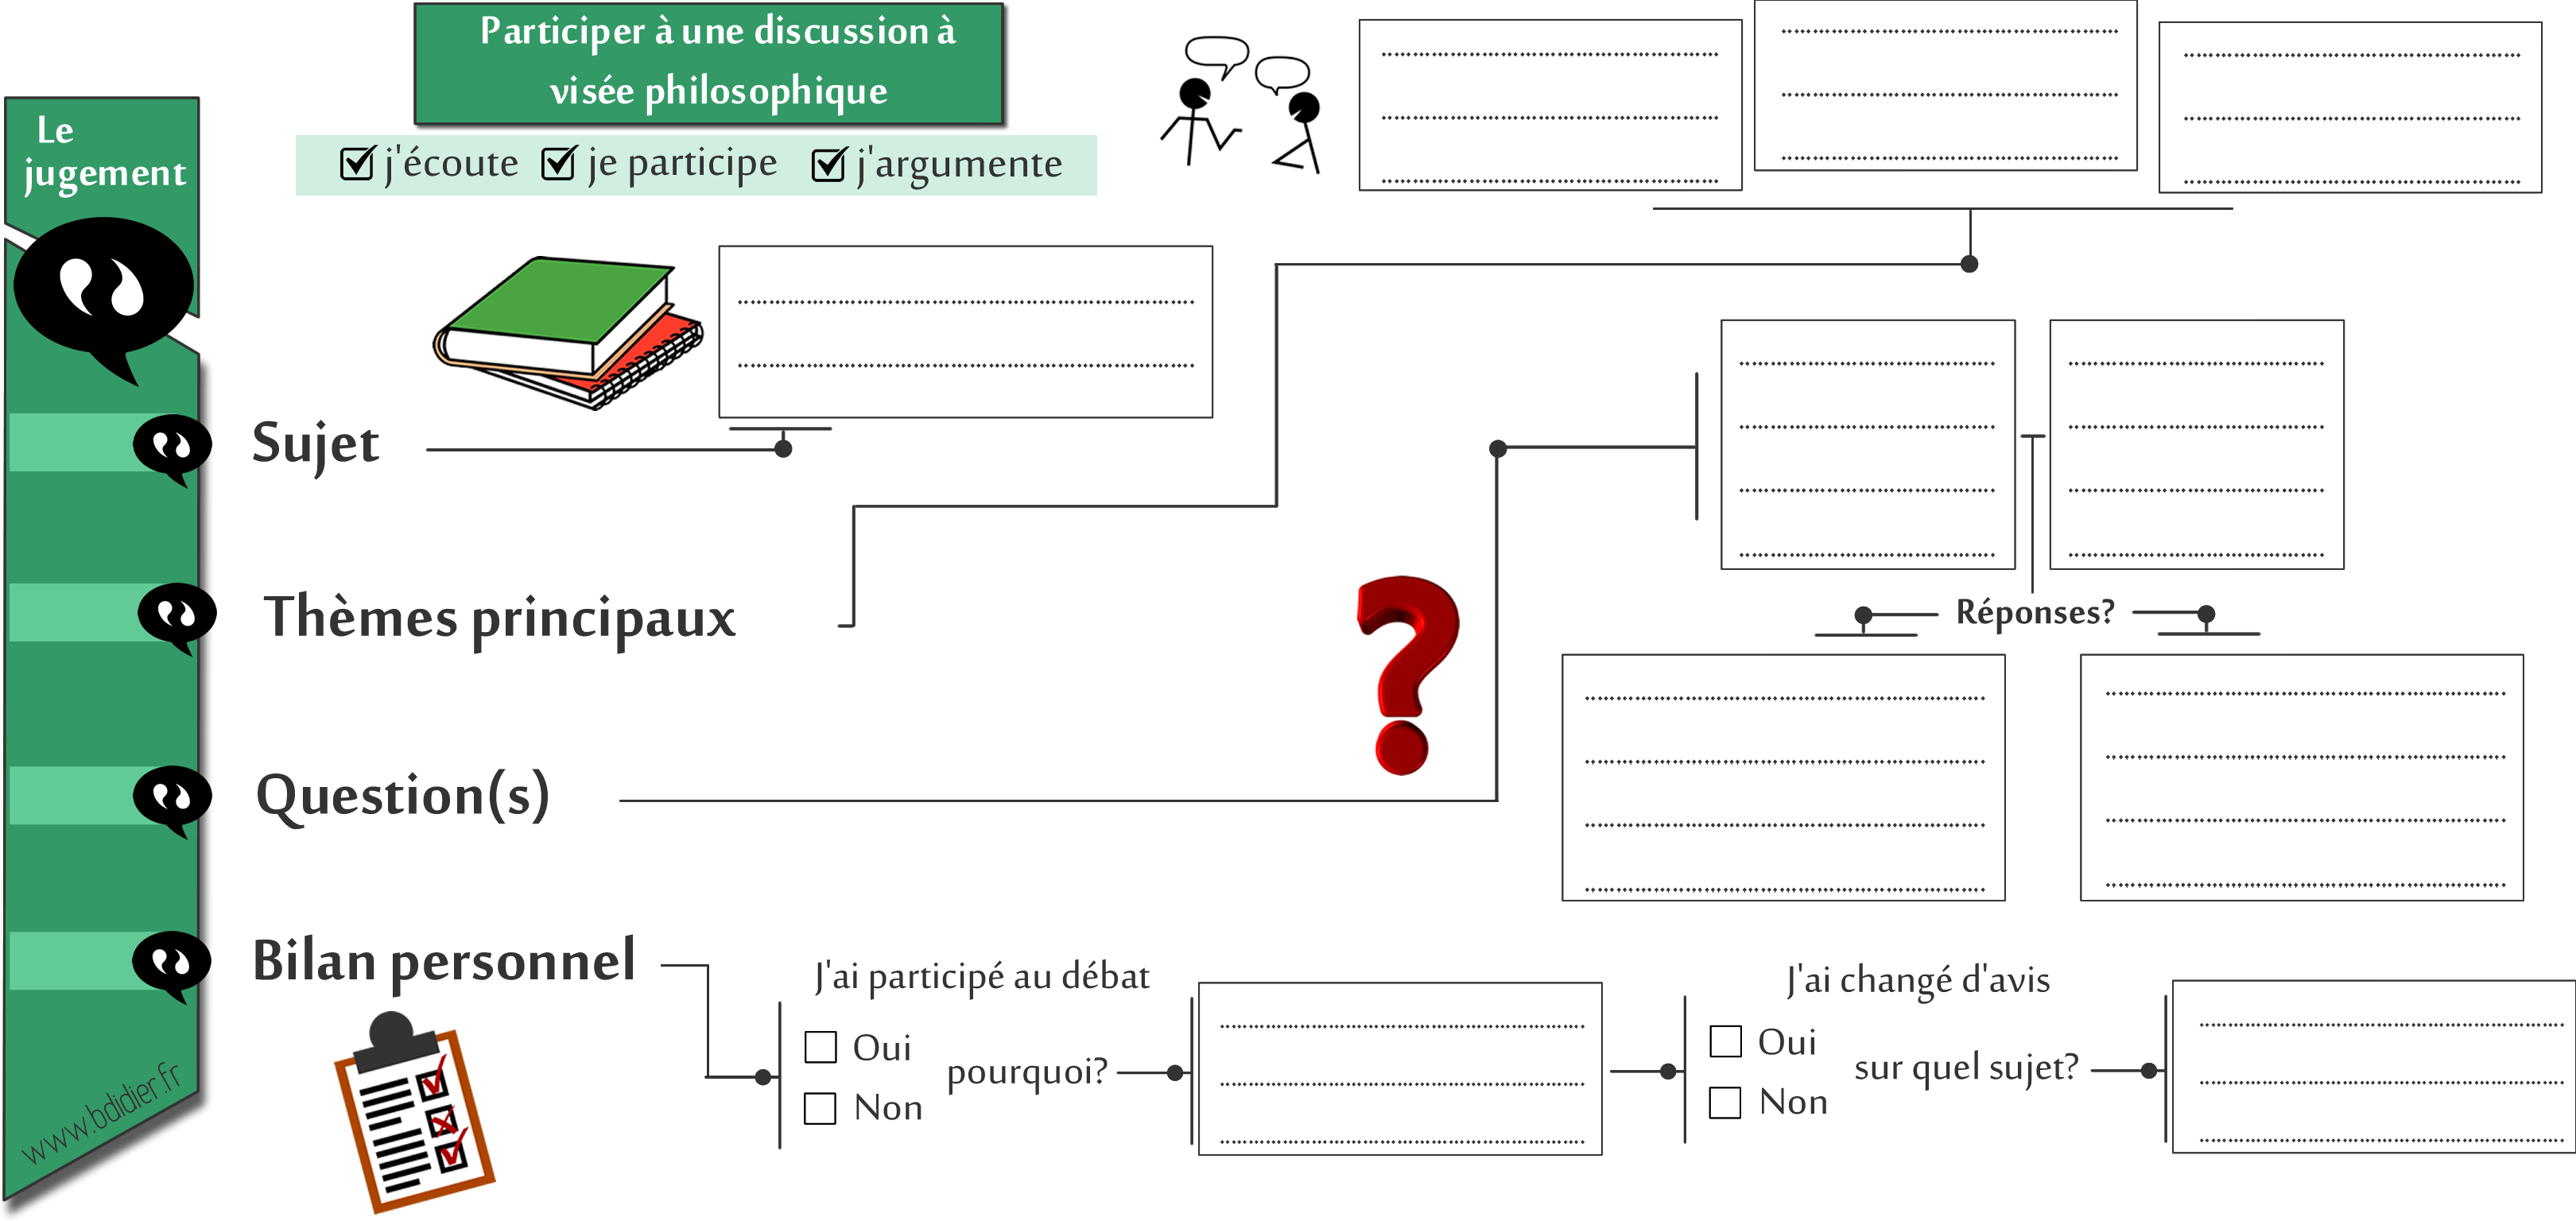 Participer à une discussion à
visée philosophique
Le
jugement
j'écoute je participe j'argumente
Sujet
Thèmes principaux
Réponses?
Question(s)
Bilan personnel
J'ai participé au débat
Oui
Non
pourquoi?
J'ai changé d'avis
Oui
Non
sur quel sujet?
www.bdidier.fr